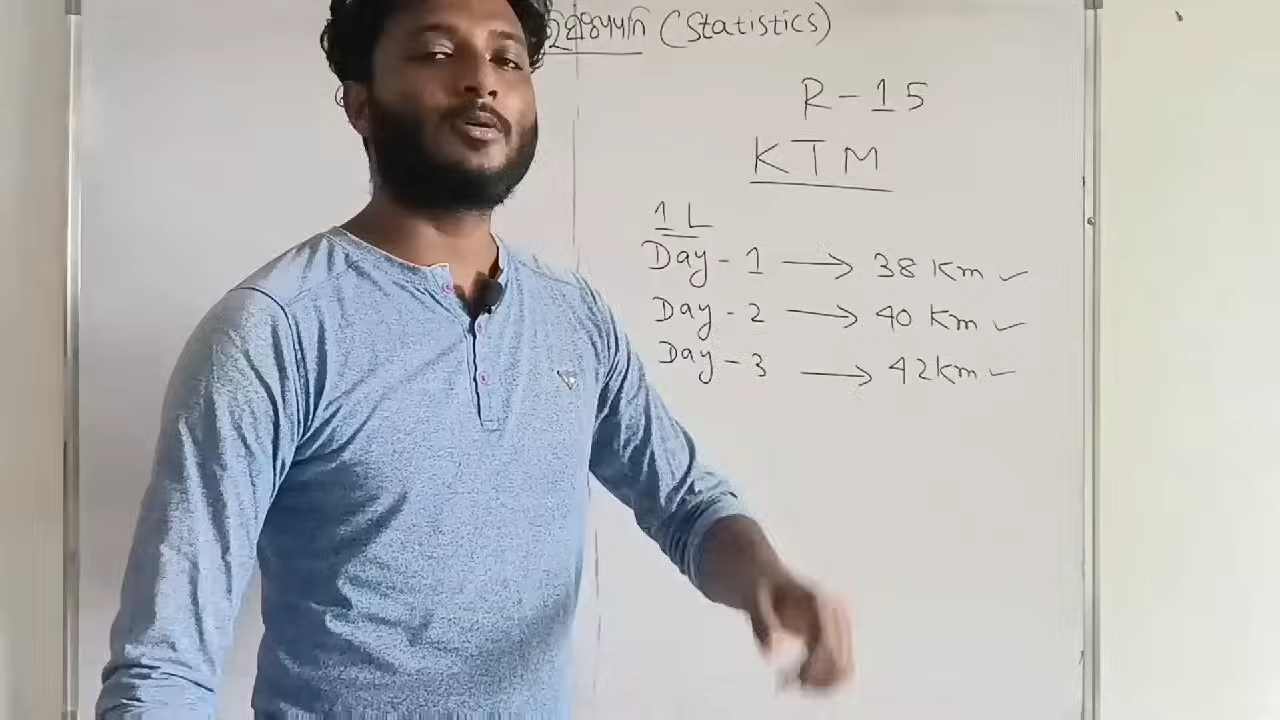 (Statistics)
R-15
KTM
1 L
Day - 1 → 38 Km ✓
Day - 2 → 40 Km ✓
Day - 3 → 42 Km ✓